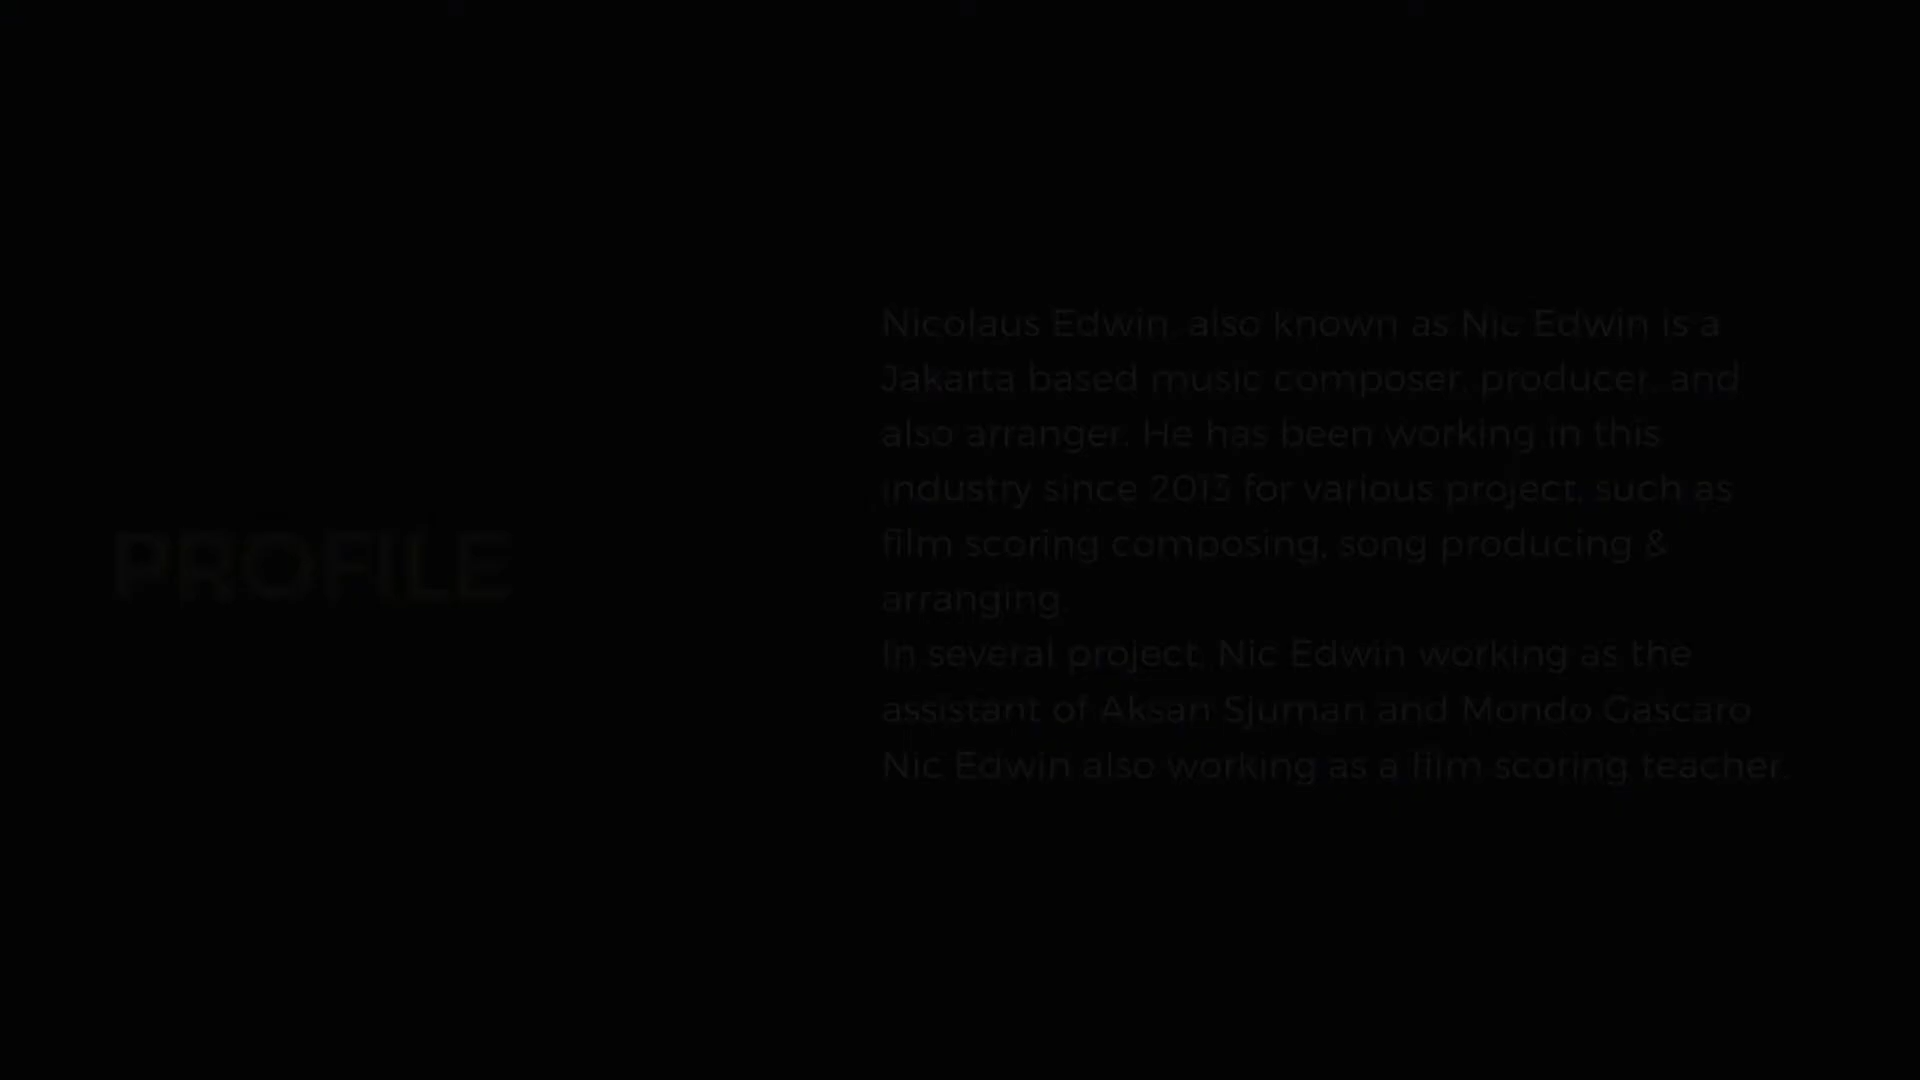 PROFILE
Nicolaus Edwin, also known as Nic Edwin is a
Jakarta based music composer, producer, and
also arranger. He has been working in this
industry since 2013 for various project, such as
film scoring composing, song producing &
arranging.
In several project, Nic Edwin working as the
assistant of Aksan Sjuman and Mondo Gascaro
Nic Edwin also working as a film scoring teacher.